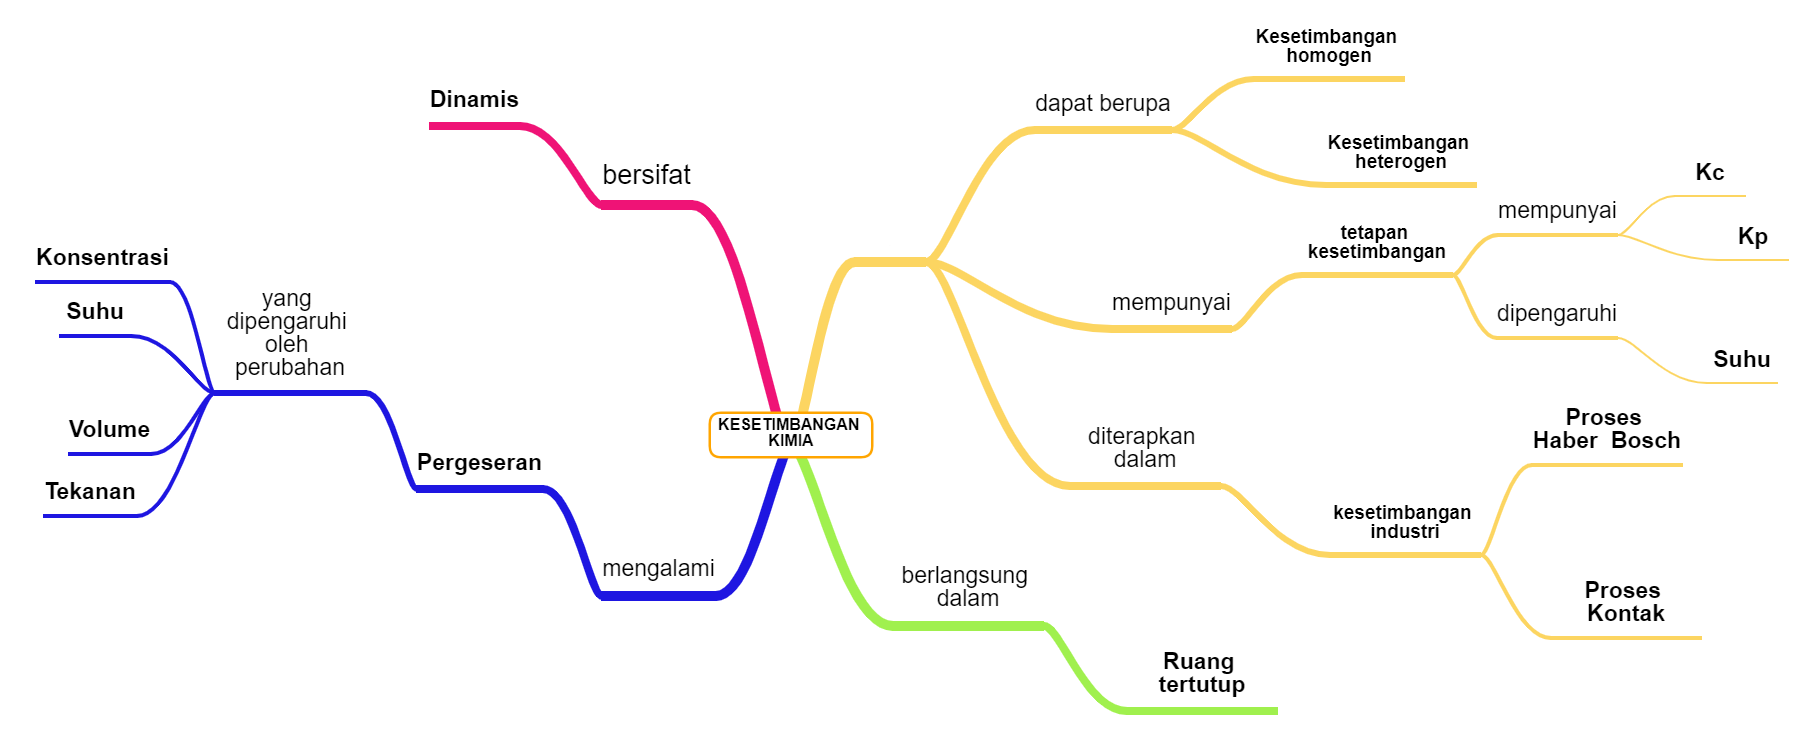 Kesetimbangan
homogen
Dinamis
dapat berupa
Kesetimbangan
heterogen
bersifat
Kc
mempunyai
Kp
tetapan
kesetimbangan
Konsentrasi
Suhu
yang
dipengaruhi
oleh
perubahan
mempunyai
dipengaruhi
Suhu
Volume
Tekanan
Pergeseran
KESETIMBANGAN
KIMIA
diterapkan
dalam
Proses
Haber Bosch
kesetimbangan
industri
mengalami
berlangsung
dalam
Proses
Kontak
Ruang
tertutup